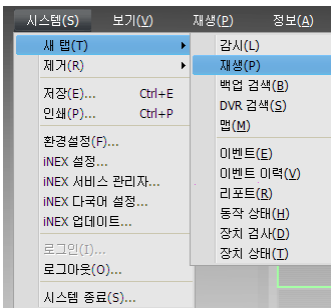 시스템(S) 보기(V) 재생(P) 정보(A)
새 탭(T)
제거(R)
저장(E)... Ctrl+E
인쇄(P)... Ctrl+P
환경설정(F)...
iNEX 설정...
iNEX 서비스 관리자...
iNEX 다국어 설정...
iNEX 업데이트...
로그인(I)...
로그아웃(O)...
시스템 종료(S)...
감시(L)
재생(P)
백업 검색(B)
DVR 검색(S)
맵(M)
이벤트(E)
이벤트 이력(V)
리포트(R)
동작 상태(H)
장치 검사(D)
장치 상태(T)